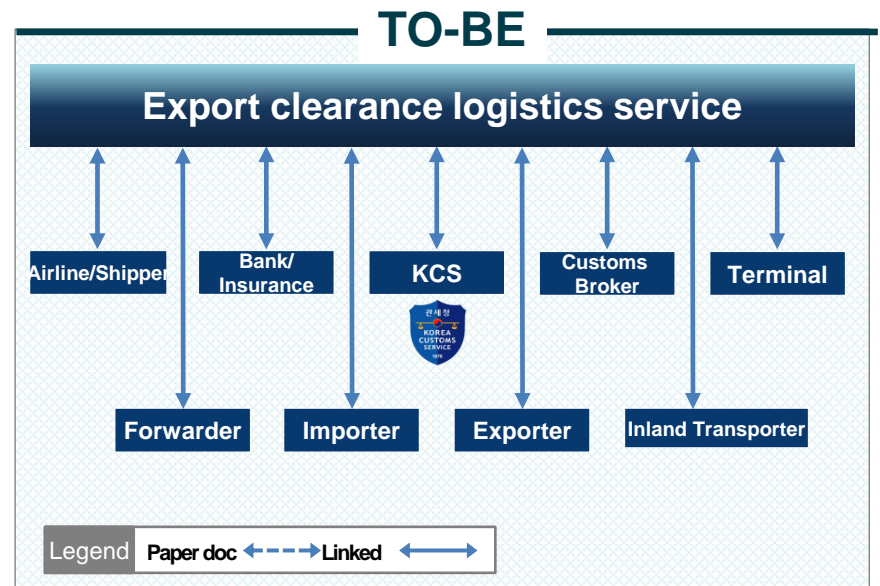 TO-BE
Export clearance logistics service
Airline/Shipper
Bank/
Insurance
KCS
Customs
Broker
Terminal
관세청
KOREA
CUSTOMS
SERVICE
1878
Forwarder
Importer
Exporter
Inland Transporter
Legend
Paper doc
Linked